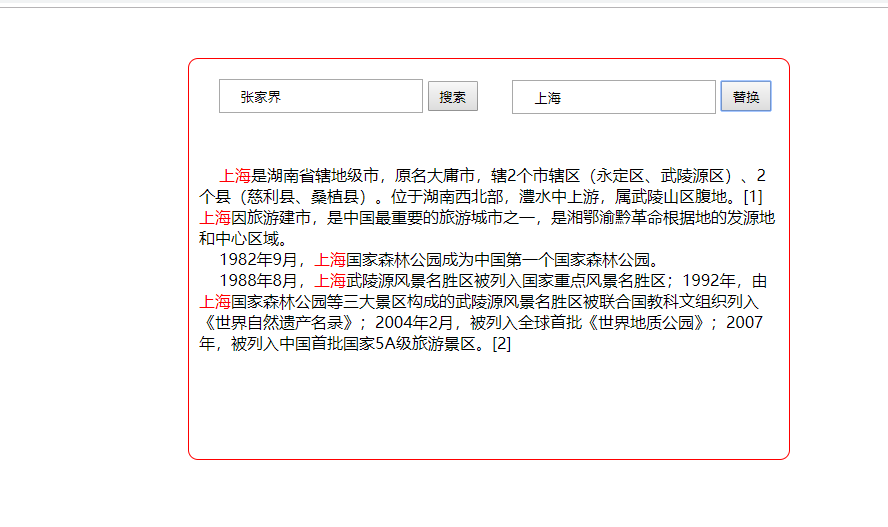 张家界 搜索 上海 替换
上海是湖南省辖地级市，原名大庸市，辖2个市辖区（永定区、武陵源区）、2
个县（慈利县、桑植县）。位于湖南西北部，澧水中上游，属武陵山区腹地。[1]
上海因旅游建市，是中国最重要的旅游城市之一，是湘鄂渝黔革命根据地的发源地
和中心区域。
1982年9月，上海国家森林公园成为中国第一个国家森林公园。
1988年8月，上海武陵源风景名胜区被列入国家重点风景名胜区；1992年，由
上海国家森林公园等三大景区构成的武陵源风景名胜区被联合国教科文组织列入
《世界自然遗产名录》；2004年2月，被列入全球首批《世界地质公园》；2007
年，被列入中国首批国家5A级旅游景区。[2]